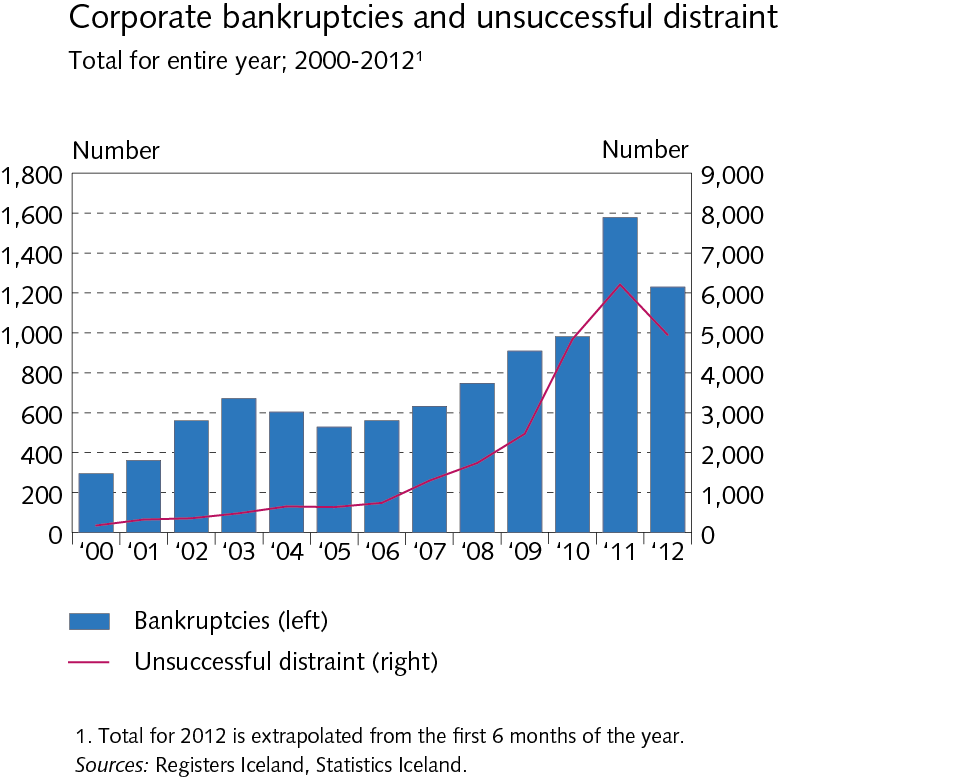 Corporate bankruptcies and unsuccessful distraint
Total for entire year; 2000-2012¹
Number Number
1,800 9,000
1,600 8,000
1,400 7,000
1,200 6,000
1,000 5,000
800 4,000
600 3,000
400 2,000
200 1,000
0 0
‘00 ‘01 ‘02 ‘03 ‘04 ‘05 ‘06 ‘07 ‘08 ‘09 ‘10 ‘11 ‘12
Bankruptcies (left)
Unsuccessful distraint (right)
1. Total for 2012 is extrapolated from the first 6 months of the year.
Sources: Registers Iceland, Statistics Iceland.